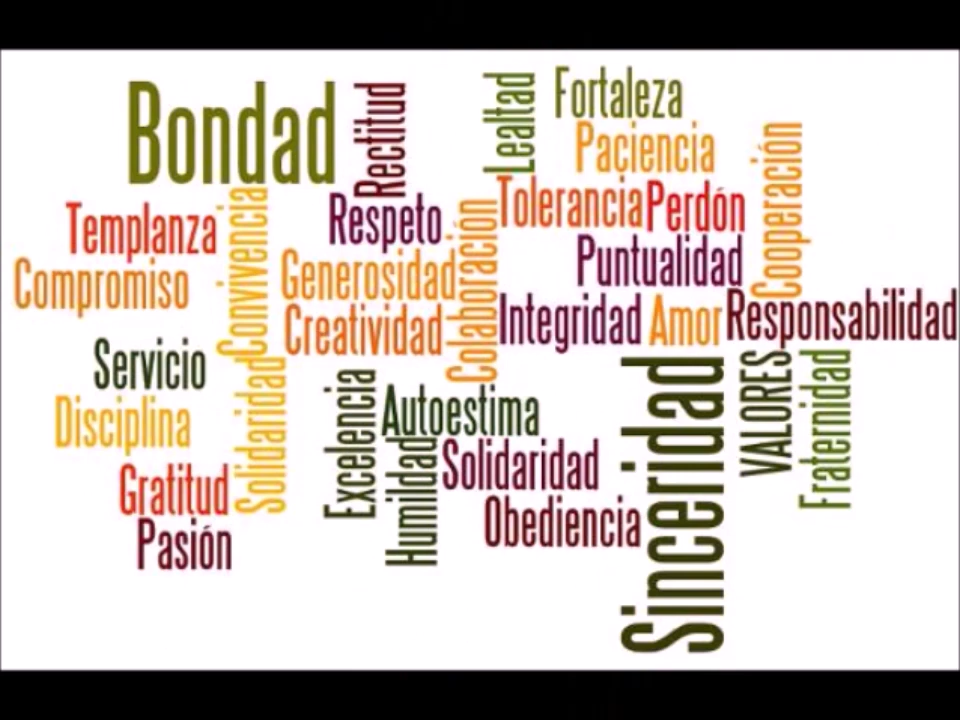 Bondad
Rectitud
Lealtad
Fortaleza
Paciencia
Cooperación
Templanza
Convivencia
Respeto
Colaboración
Tolerancia
Perdón
Compromiso
Generosidad
Puntualidad
Creatividad
Integridad
Amor
Responsabilidad
Servicio
Solidaridad
Excelencia
Autoestima
Sinceridad
VALORES
Fraternidad
Disciplina
Humildad
Solidaridad
Gratitud
Obediencia
Pasión